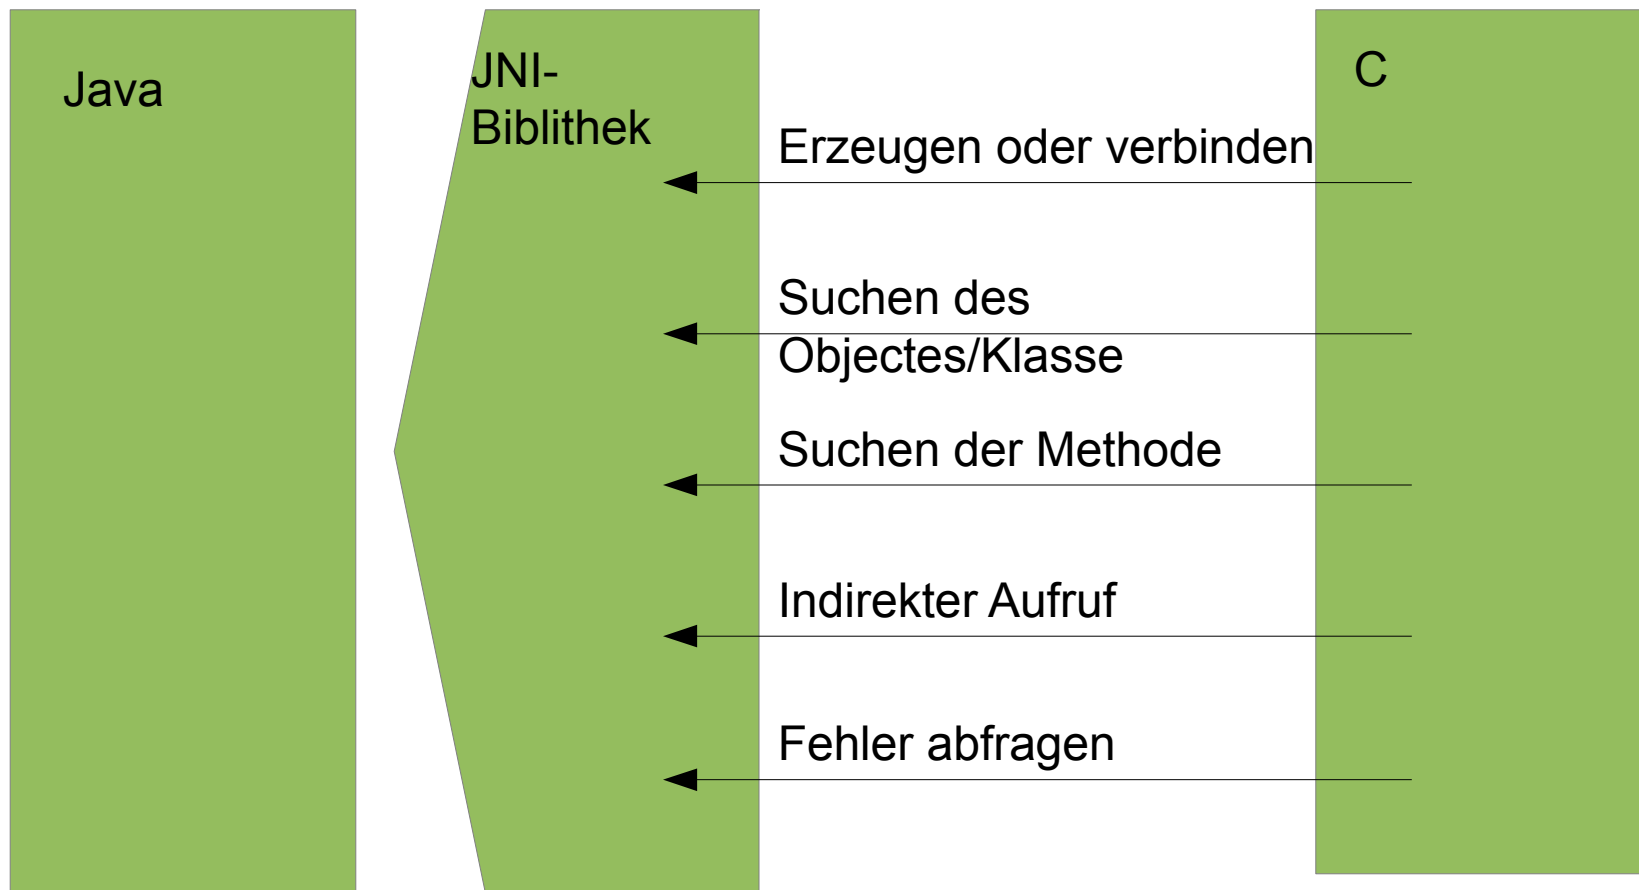 Java
JNI-
Biblithek
C
Erzeugen oder verbinden
Suchen des
Objectes/Klasse
Suchen der Methode
Indirekter Aufruf
Fehler abfragen